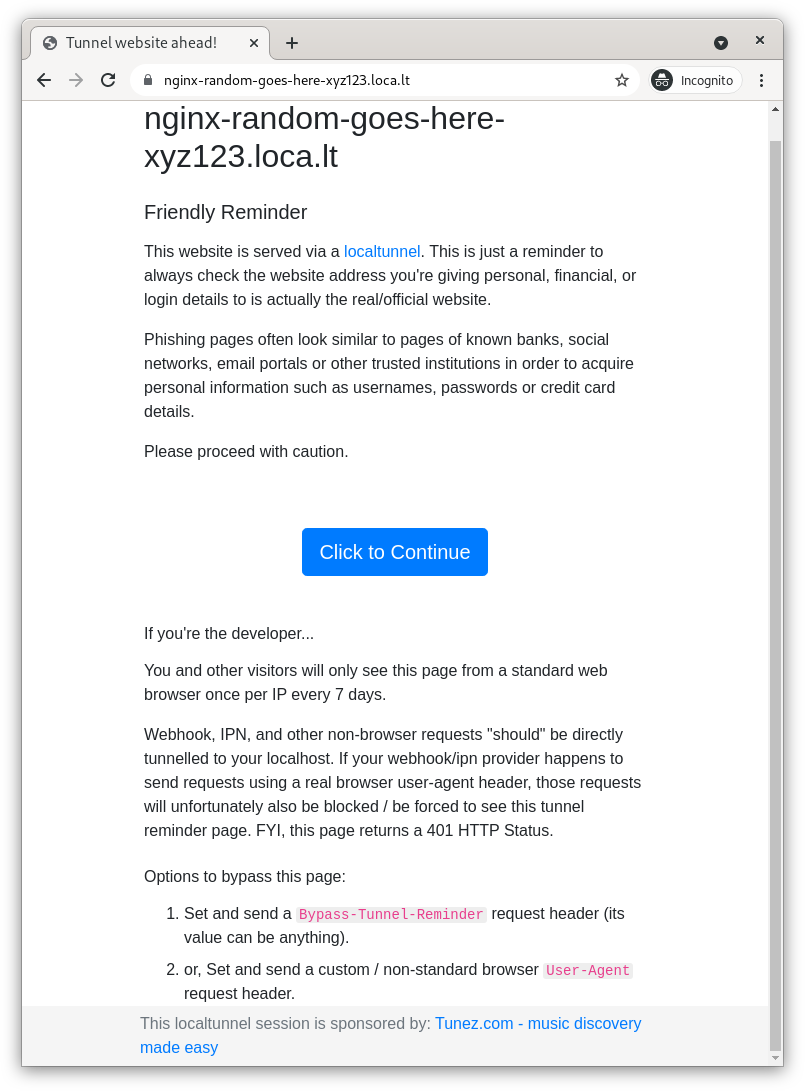 Tunnel website ahead!
nginx-random-goes-here-xyz123.loca.lt
Incognito
nginx-random-goes-here-
xyz123.loca.lt
Friendly Reminder
This website is served via a localtunnel. This is just a reminder to
always check the website address you're giving personal, financial, or
login details to is actually the real/official website.
Phishing pages often look similar to pages of known banks, social
networks, email portals or other trusted institutions in order to acquire
personal information such as usernames, passwords or credit card
details.
Please proceed with caution.
Click to Continue
If you're the developer...
You and other visitors will only see this page from a standard web
browser once per IP every 7 days.
Webhook, IPN, and other non-browser requests "should" be directly
tunnelled to your localhost. If your webhook/ipn provider happens to
send requests using a real browser user-agent header, those requests
will unfortunately also be blocked / be forced to see this tunnel
reminder page. FYI, this page returns a 401 HTTP Status.
Options to bypass this page:
1. Set and send a Bypass-Tunnel-Reminder request header (its
value can be anything).
2. or, Set and send a custom / non-standard browser User-Agent
request header.
This localtunnel session is sponsored by: Tunez.com - music discovery
made easy